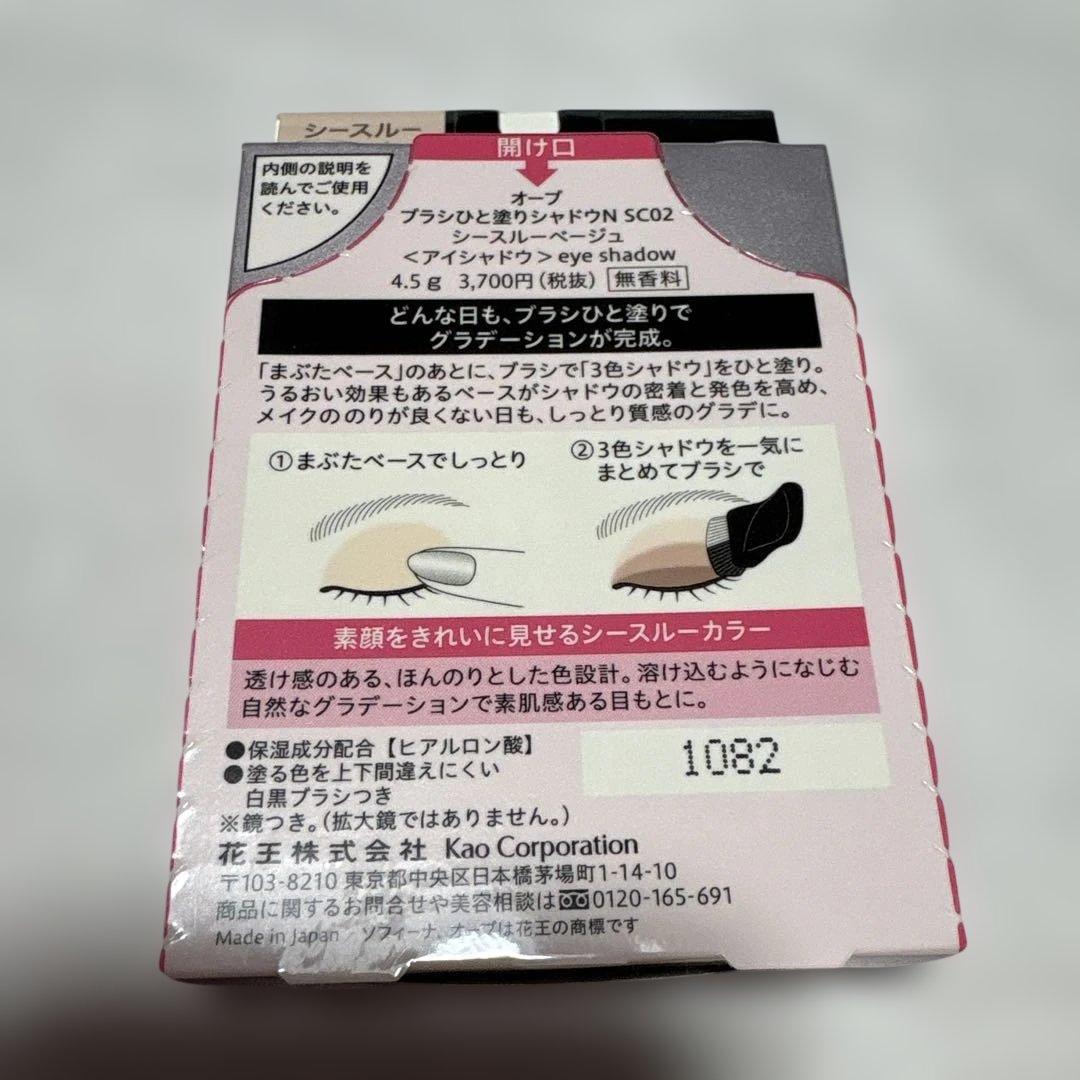 シースルー
開け口
内側の説明を
読んでご使用
ください。
オーブ
ブラシひと塗りシャドウN SC02
シースルーベージュ
＜アイシャドウ＞eye shadow
4.5g 3,700円(税抜) 無香料
どんな日も、ブラシひと塗りで
グラデーションが完成。
「まぶたベース」のあとに、ブラシで「3色シャドウ」をひと塗り。
うるおい効果もあるベースがシャドウの密着と発色を高め、
メイクののりが良くない日も、しっとり質感のグラデに。
①まぶたベースでしっとり
②3色シャドウを一気に
まとめてブラシで
素顔をきれいに見せるシースルーカラー
透け感のある、ほんのりとした色設計。溶け込むようになじむ
自然なグラデーションで素肌感ある目もとに。
●保湿成分配合【ヒアルロン酸】
●塗る色を上下間違えにくい
白黒ブラシつき
※鏡つき。(拡大鏡ではありません。)
1082
花王株式会社 Kao Corporation
〒103-8210 東京都中央区日本橋茅場町1-14-10
商品に関するお問合せや美容相談は0120-165-691
Made in Japan／ソフィーナ、オーブは花王の商標です